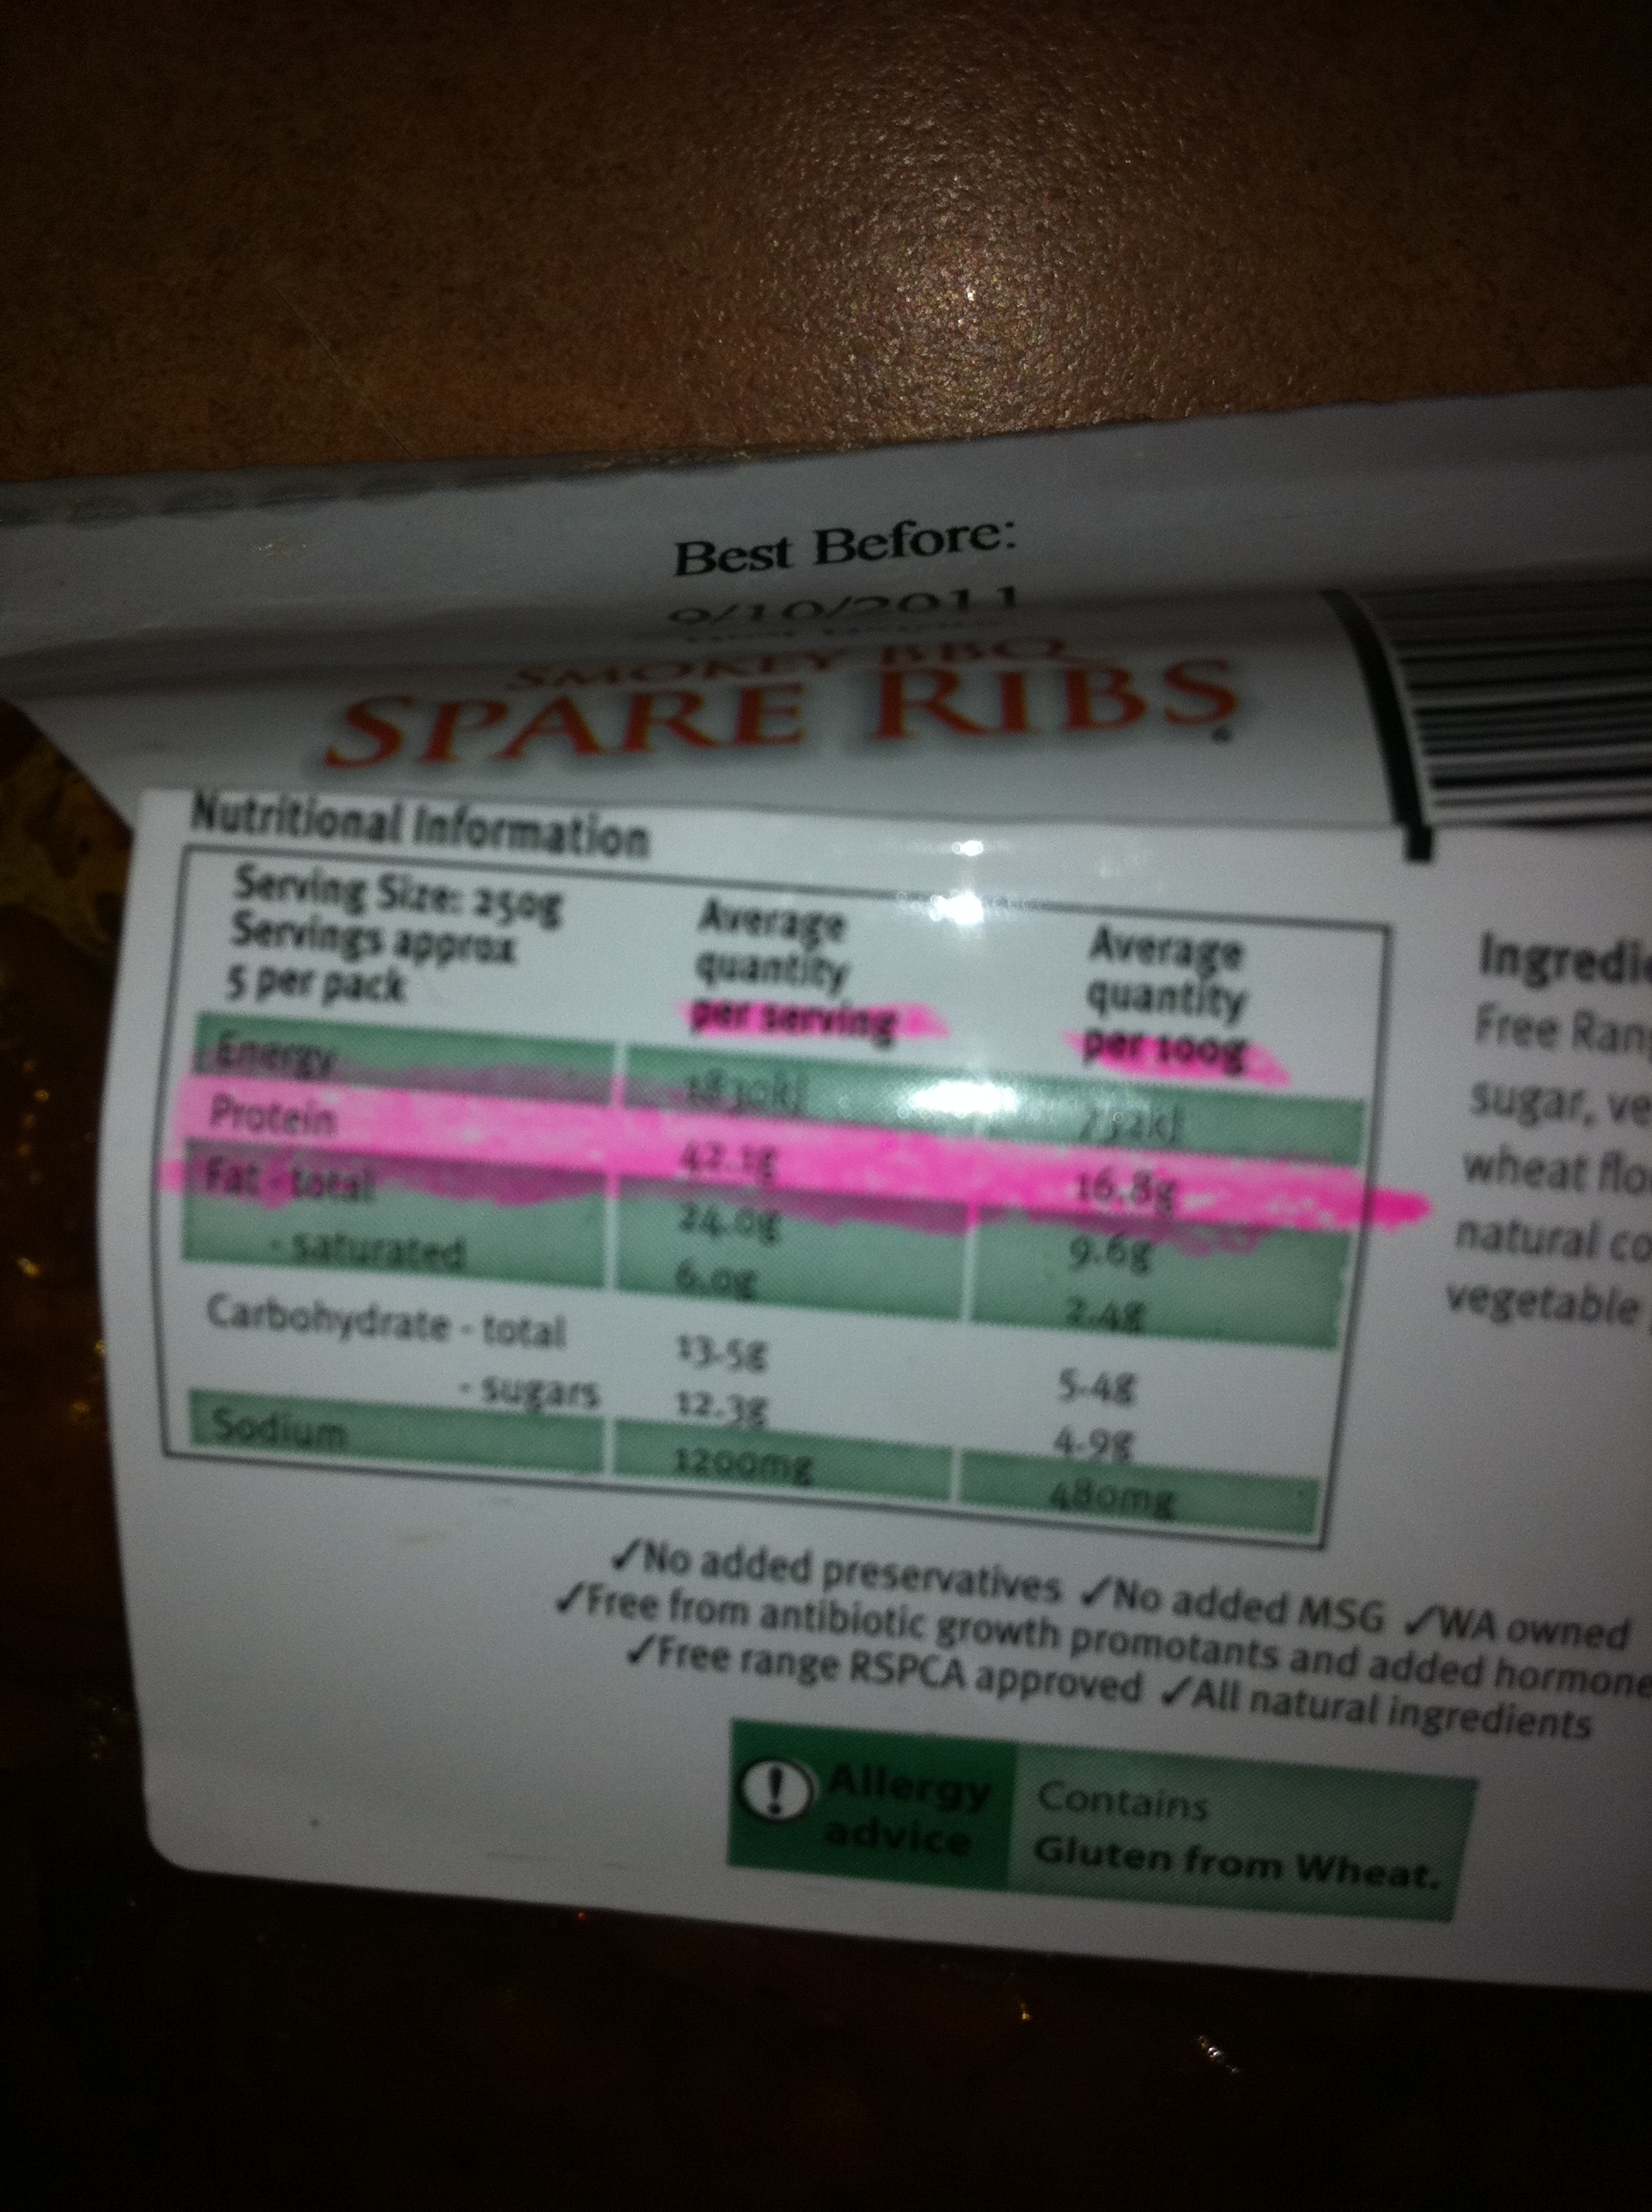 Best Before:
9/10/2011
SMOKEY BBQ
SPARE RIBS
Nutritional Information
Serving Size: 250g
Servings approx
5 per pack
Average
quantity
per serving
Average
quantity
per 100g
Energy 1830kJ 732kJ
Protein 42.1g 16.8g
Fat - total 24.0g 9.6g
- saturated 6.0g 2.4g
Carbohydrate - total 13.5g 5.4g
- sugars 12.3g 4.9g
Sodium 1200mg 480mg
Ingredie
Free Ran
sugar, ve
wheat flo
natural co
vegetable
✓No added preservatives ✓No added MSG ✓WA owned
✓Free from antibiotic growth promotants and added hormone
✓Free range RSPCA approved ✓All natural ingredients
! Allergy
advice
Contains
Gluten from Wheat.